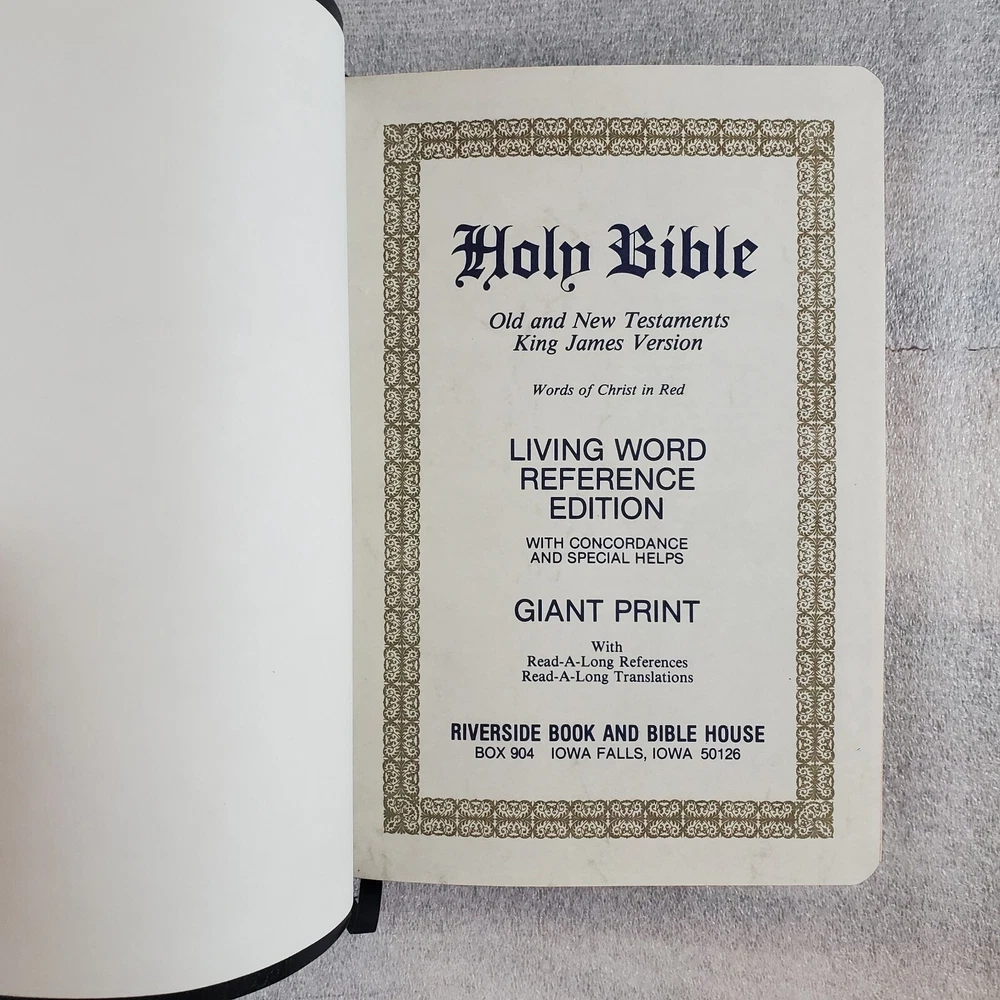 Holy Bible
Old and New Testaments
King James Version
Words of Christ in Red
LIVING WORD
REFERENCE
EDITION
WITH CONCORDANCE
AND SPECIAL HELPS
GIANT PRINT
With
Read-A-Long References
Read-A-Long Translations
RIVERSIDE BOOK AND BIBLE HOUSE
BOX 904 IOWA FALLS, IOWA 50126